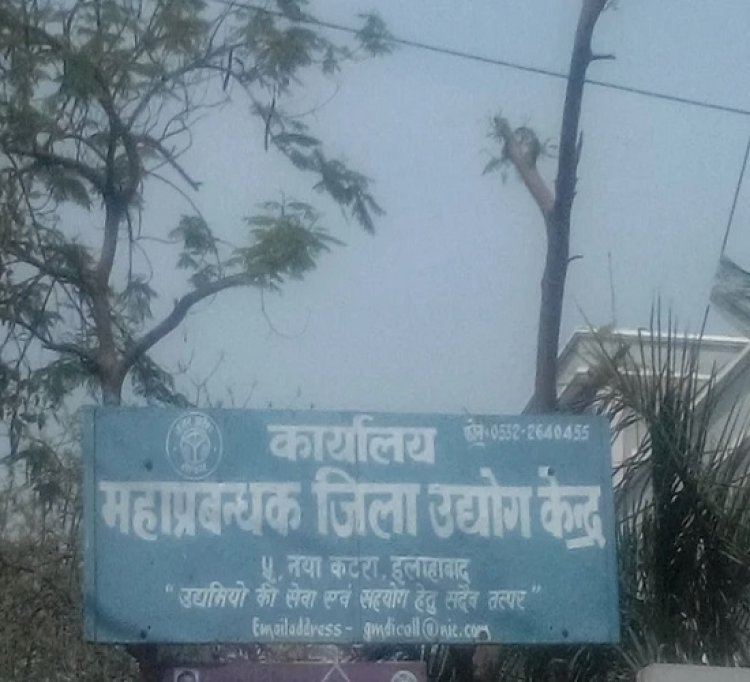 कार्यालय फोन:-0532-2640455
महाप्रबन्धक जिला उद्योग केन्द्र
५, नया कटरा, इलाहाबाद
"उद्यमियो की सेवा एवं सहयोग हेतु सदैव तत्पर"
Emailaddress- gmdicall@nic.com